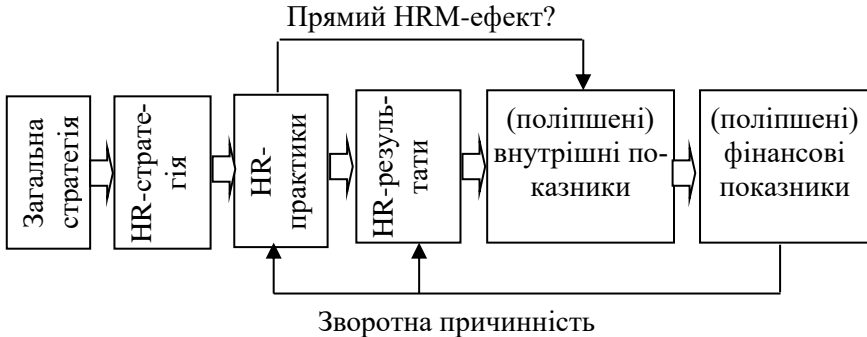 Прямий HRM-ефект?
Загальна
стратегія
HR-страте-
гія
HR-
практики
HR-резуль-
тати
(поліпшені)
внутрішні по-
казники
(поліпшені)
фінансові
показники
Зворотна причинність